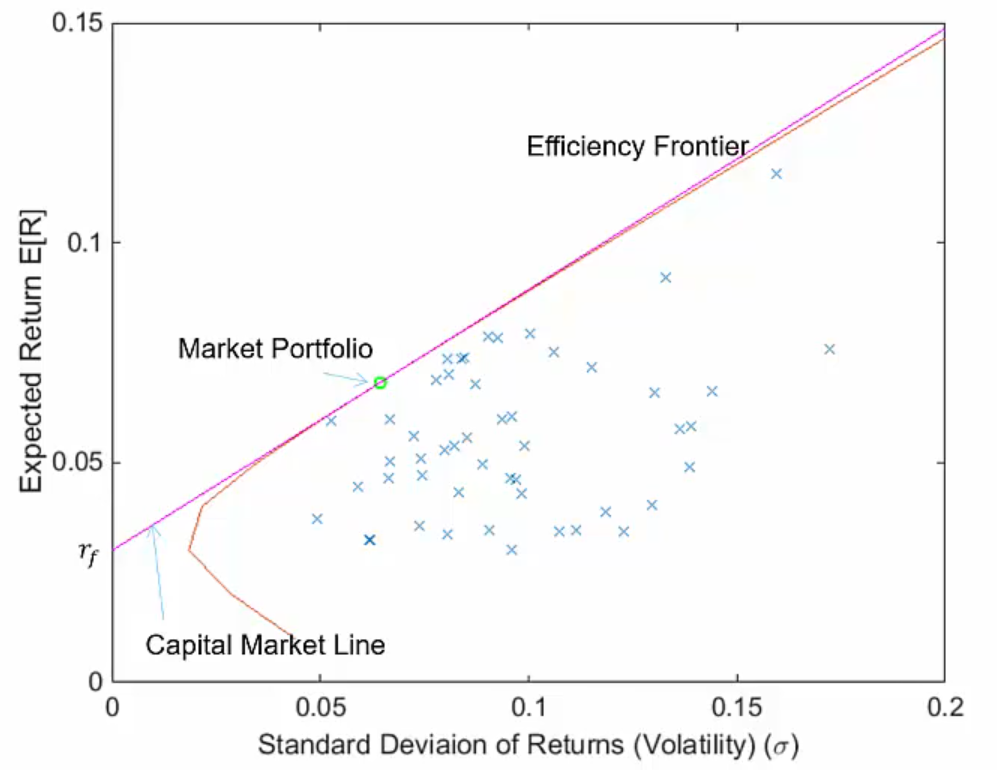 0.15
Efficiency Frontier
0.1
Market Portfolio
Expected Return E[R]
0.05
r_f
Capital Market Line
0
0
0.05
0.1
0.15
0.2
Standard Deviaion of Returns (Volatility) (σ)